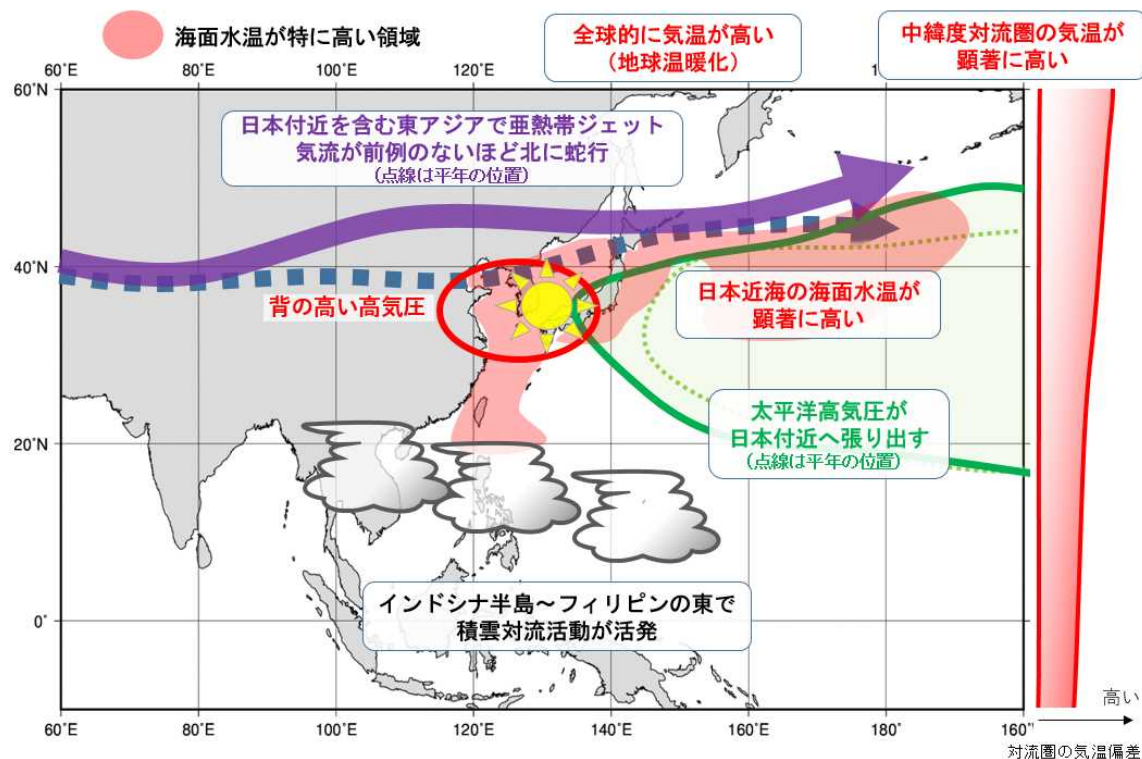 海面水温が特に高い領域
全球的に気温が高い
（地球温暖化）
中緯度対流圏の気温が
顕著に高い
60°E
80°E
100°E
120°E
60°N
40°N
20°N
0°
日本付近を含む東アジアで亜熱帯ジェット
気流が前例のないほど北に蛇行
(点線は平年の位置)
背の高い高気圧
日本近海の海面水温が
顕著に高い
太平洋高気圧が
日本付近へ張り出す
(点線は平年の位置)
インドシナ半島～フィリピンの東で
積雲対流活動が活発
60°E
80°E
100°E
120°E
140°E
160°E
180°
160°
高い
対流圏の気温偏差